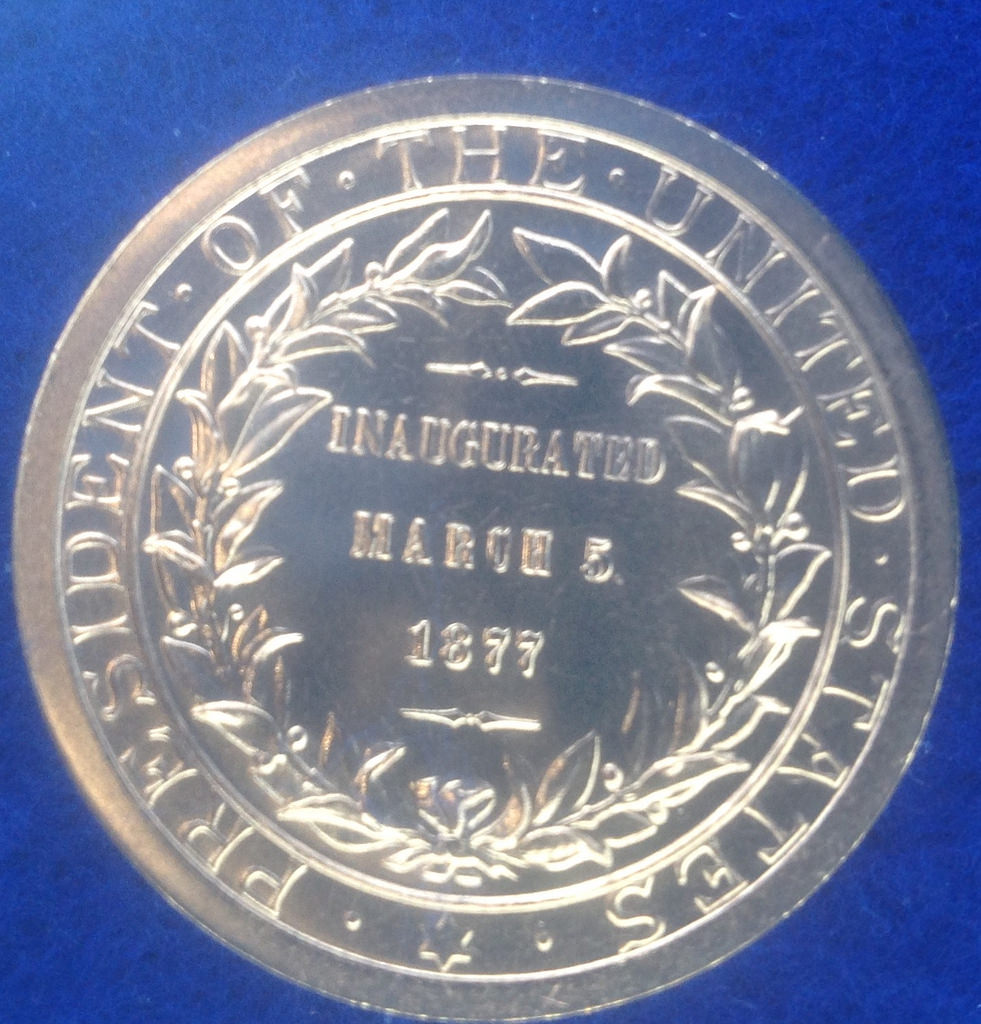 PRESIDENT · OF · THE · UNITED · STATES
INAUGURATED
MARCH 5.
1877